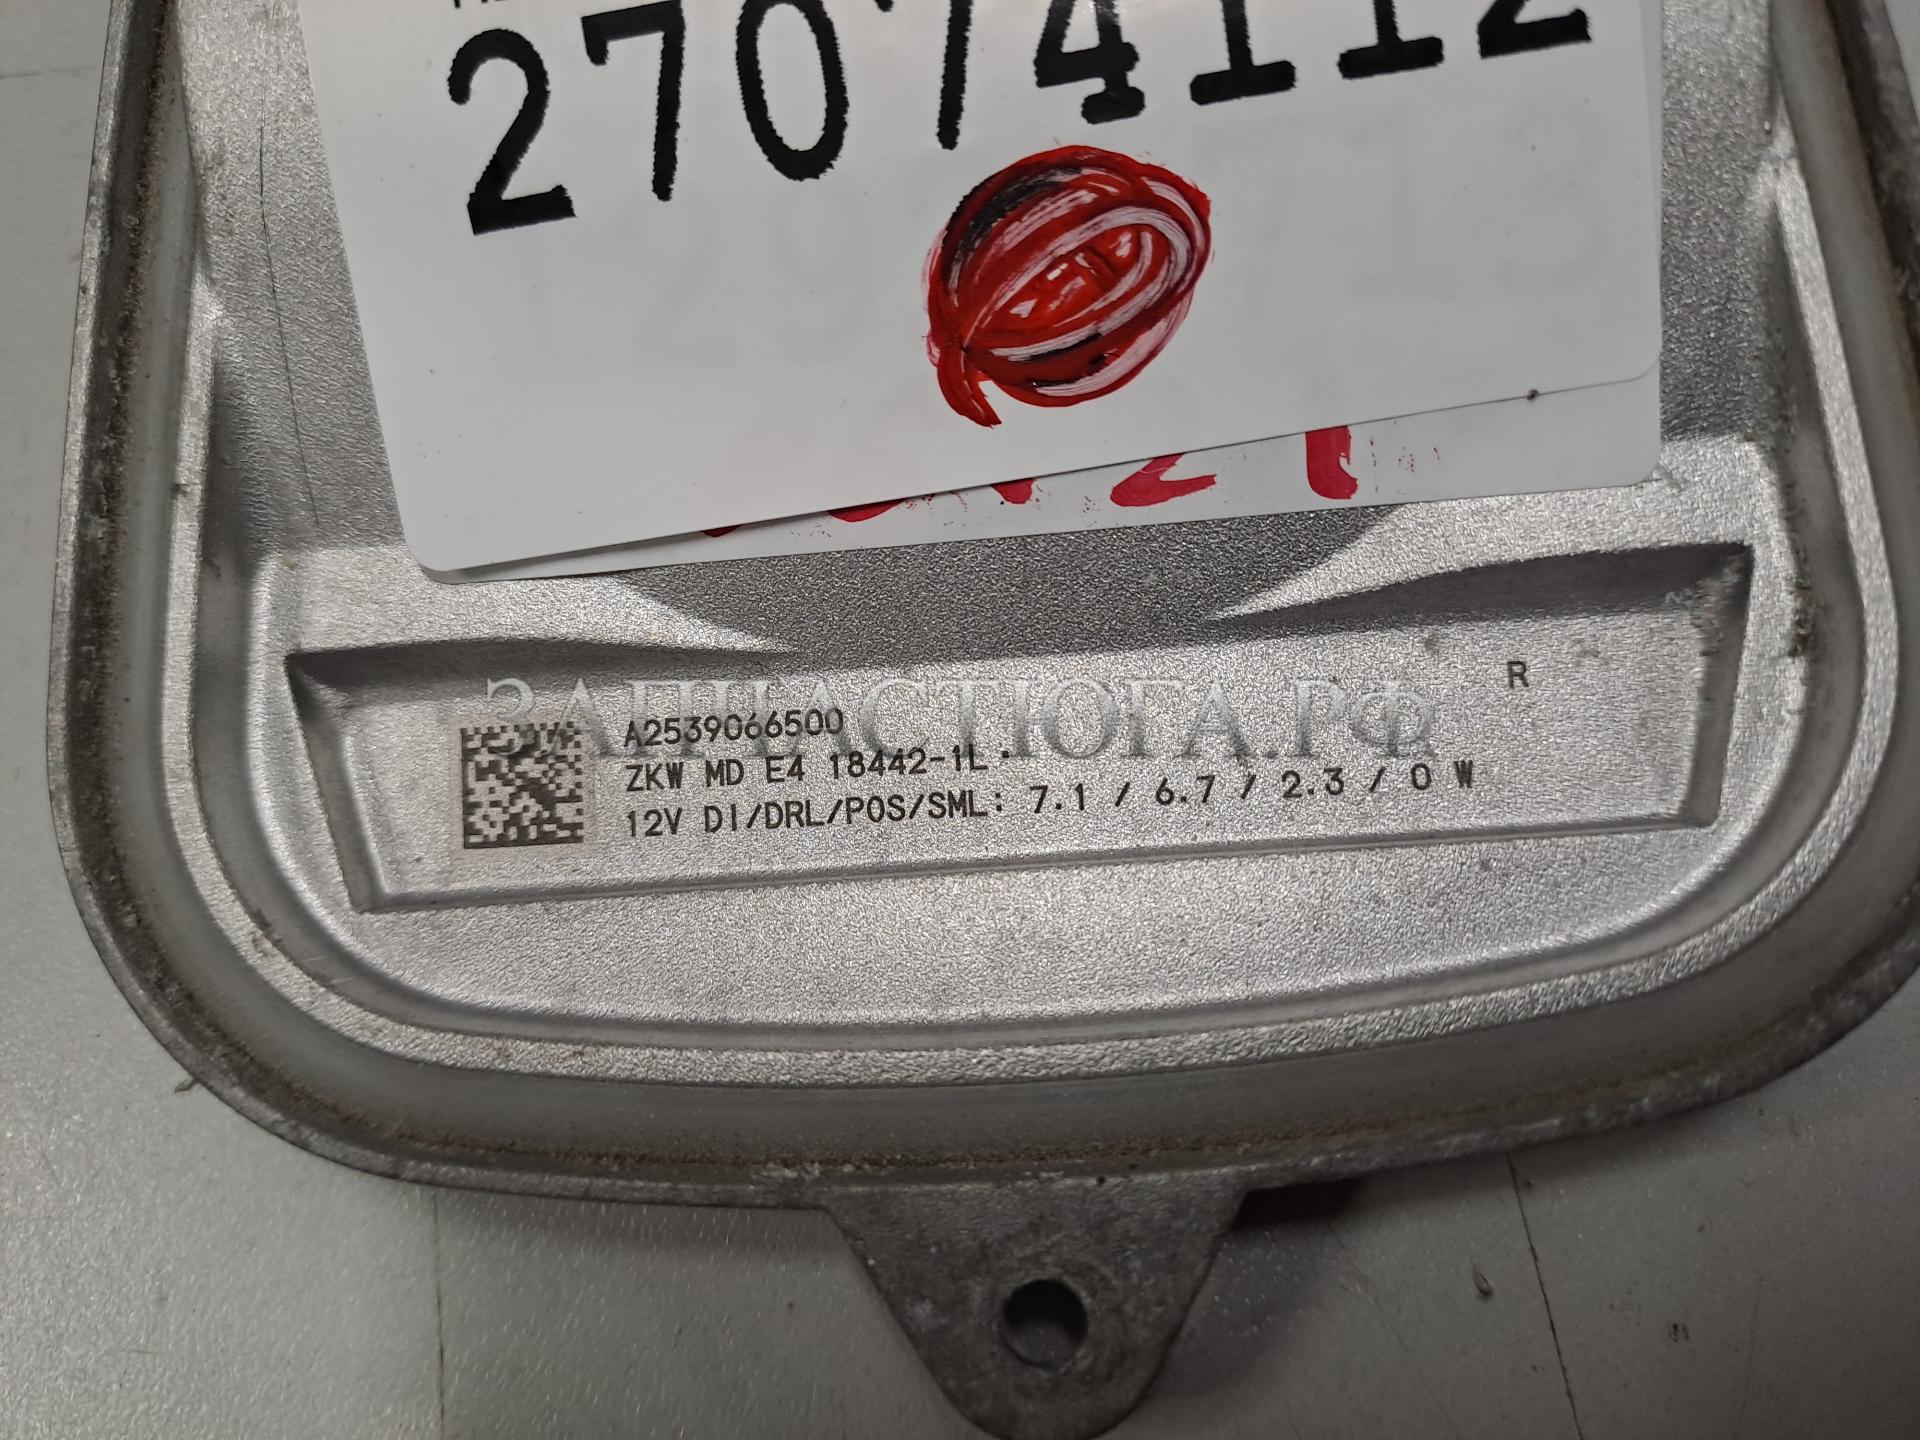 27074112
R
ЗАПЧАСТЮГА.РФ
A2539066500
ZKW MD E4 18442-1L
12V DI/DRL/POS/SML: 7.1 / 6.7 / 2.3 / 0 W